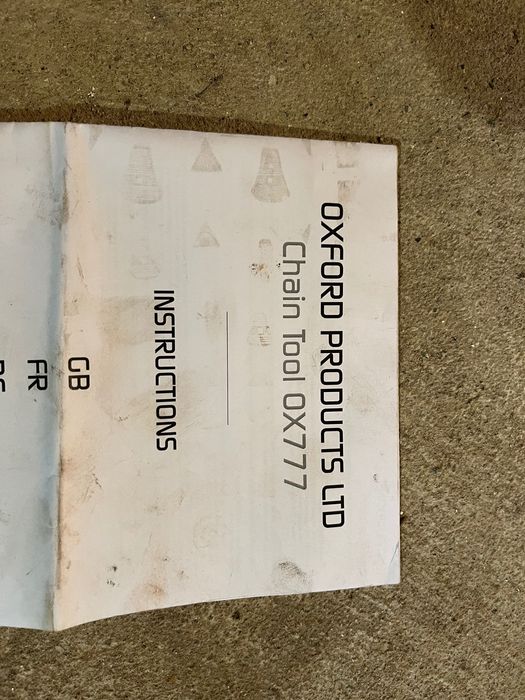 OXFORD PRODUCTS LTD
Chain Tool OX777
INSTRUCTIONS
GB
FR